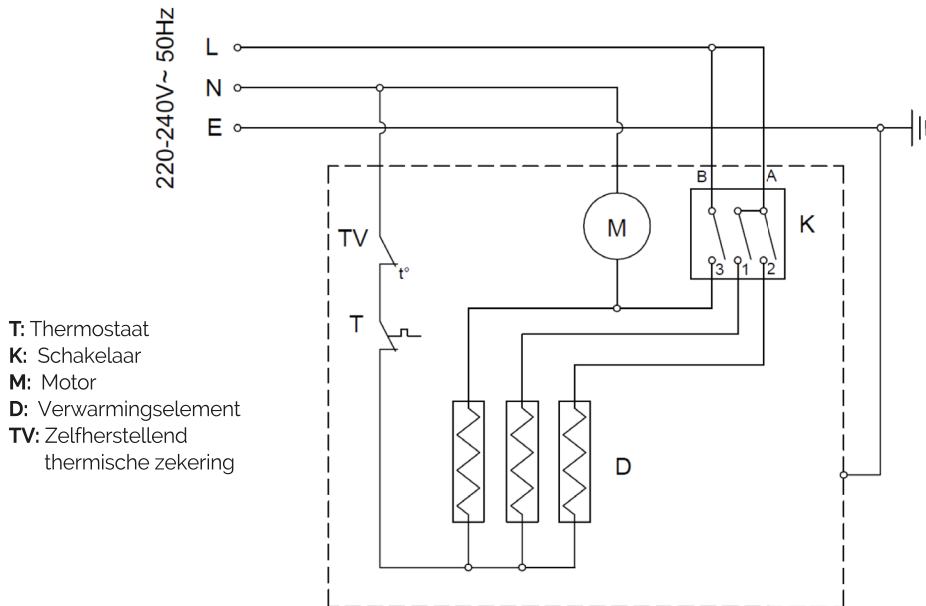 220-240V~ 50Hz
L
N
E
B
A
K
3
1
2
M
TV
t°
T
D
T: Thermostaat
K: Schakelaar
M: Motor
D: Verwarmingselement
TV: Zelfherstellend
thermische zekering